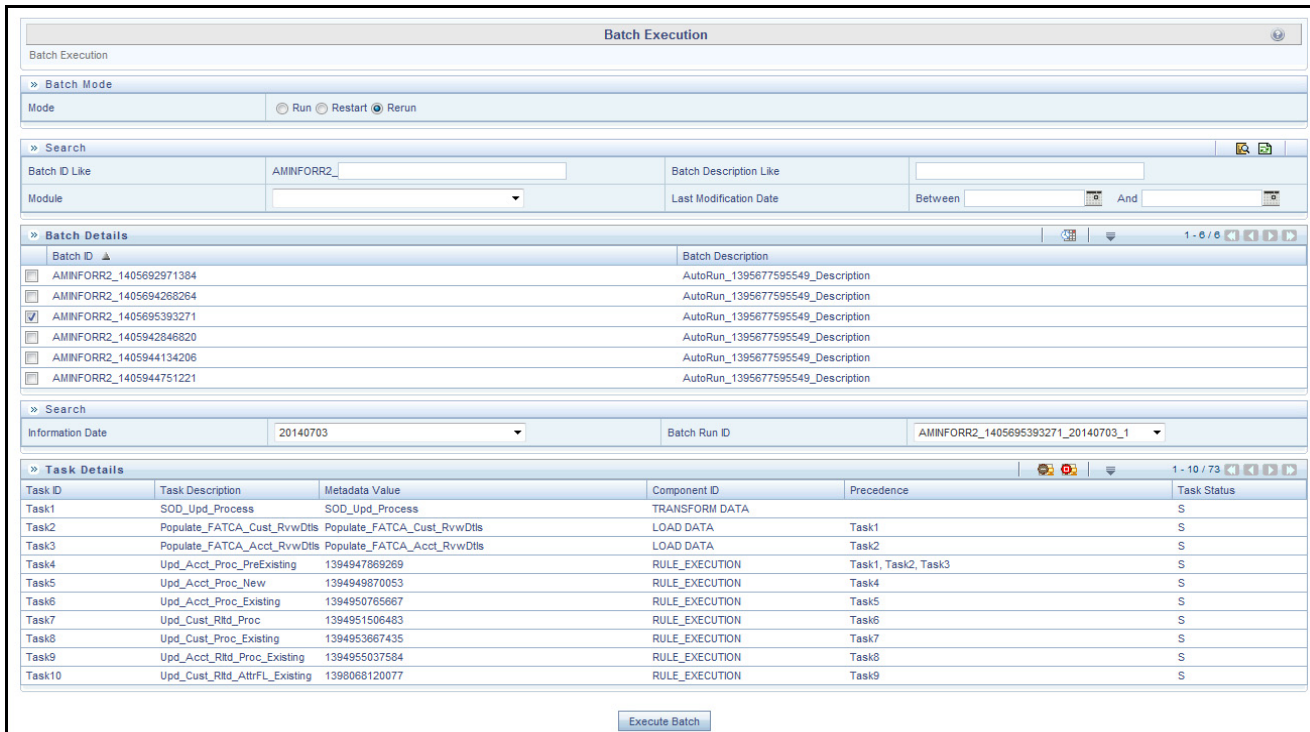 Batch Execution
Batch Execution
» Batch Mode
Mode Run Restart Rerun
» Search
Batch ID Like AMINFORR2_ Batch Description Like
Module Last Modification Date Between And
» Batch Details 1 - 6 / 6
Batch ID Batch Description
AMINFORR2_1405692971384 AutoRun_1395677595549_Description
AMINFORR2_1405694268264 AutoRun_1395677595549_Description
AMINFORR2_1405695393271 AutoRun_1395677595549_Description
AMINFORR2_1405942846820 AutoRun_1395677595549_Description
AMINFORR2_1405944134206 AutoRun_1395677595549_Description
AMINFORR2_1405944751221 AutoRun_1395677595549_Description
» Search
Information Date 20140703 Batch Run ID AMINFORR2_1405695393271_20140703_1
» Task Details 1 - 10 / 73
Task ID Task Description Metadata Value Component ID Precedence Task Status
Task1 SOD_Upd_Process SOD_Upd_Process TRANSFORM DATA S
Task2 Populate_FATCA_Cust_RvwDtls Populate_FATCA_Cust_RvwDtls LOAD DATA Task1 S
Task3 Populate_FATCA_Acct_RvwDtls Populate_FATCA_Acct_RvwDtls LOAD DATA Task2 S
Task4 Upd_Acct_Proc_PreExisting 1394947869269 RULE_EXECUTION Task1, Task2, Task3 S
Task5 Upd_Acct_Proc_New 1394949870053 RULE_EXECUTION Task4 S
Task6 Upd_Acct_Proc_Existing 1394950765667 RULE_EXECUTION Task5 S
Task7 Upd_Cust_Rltd_Proc 1394951506483 RULE_EXECUTION Task6 S
Task8 Upd_Cust_Proc_Existing 1394953667435 RULE_EXECUTION Task7 S
Task9 Upd_Acct_Rltd_Proc_Existing 1394955037584 RULE_EXECUTION Task8 S
Task10 Upd_Cust_Rltd_AttrFL_Existing 1398068120077 RULE_EXECUTION Task9 S
Execute Batch